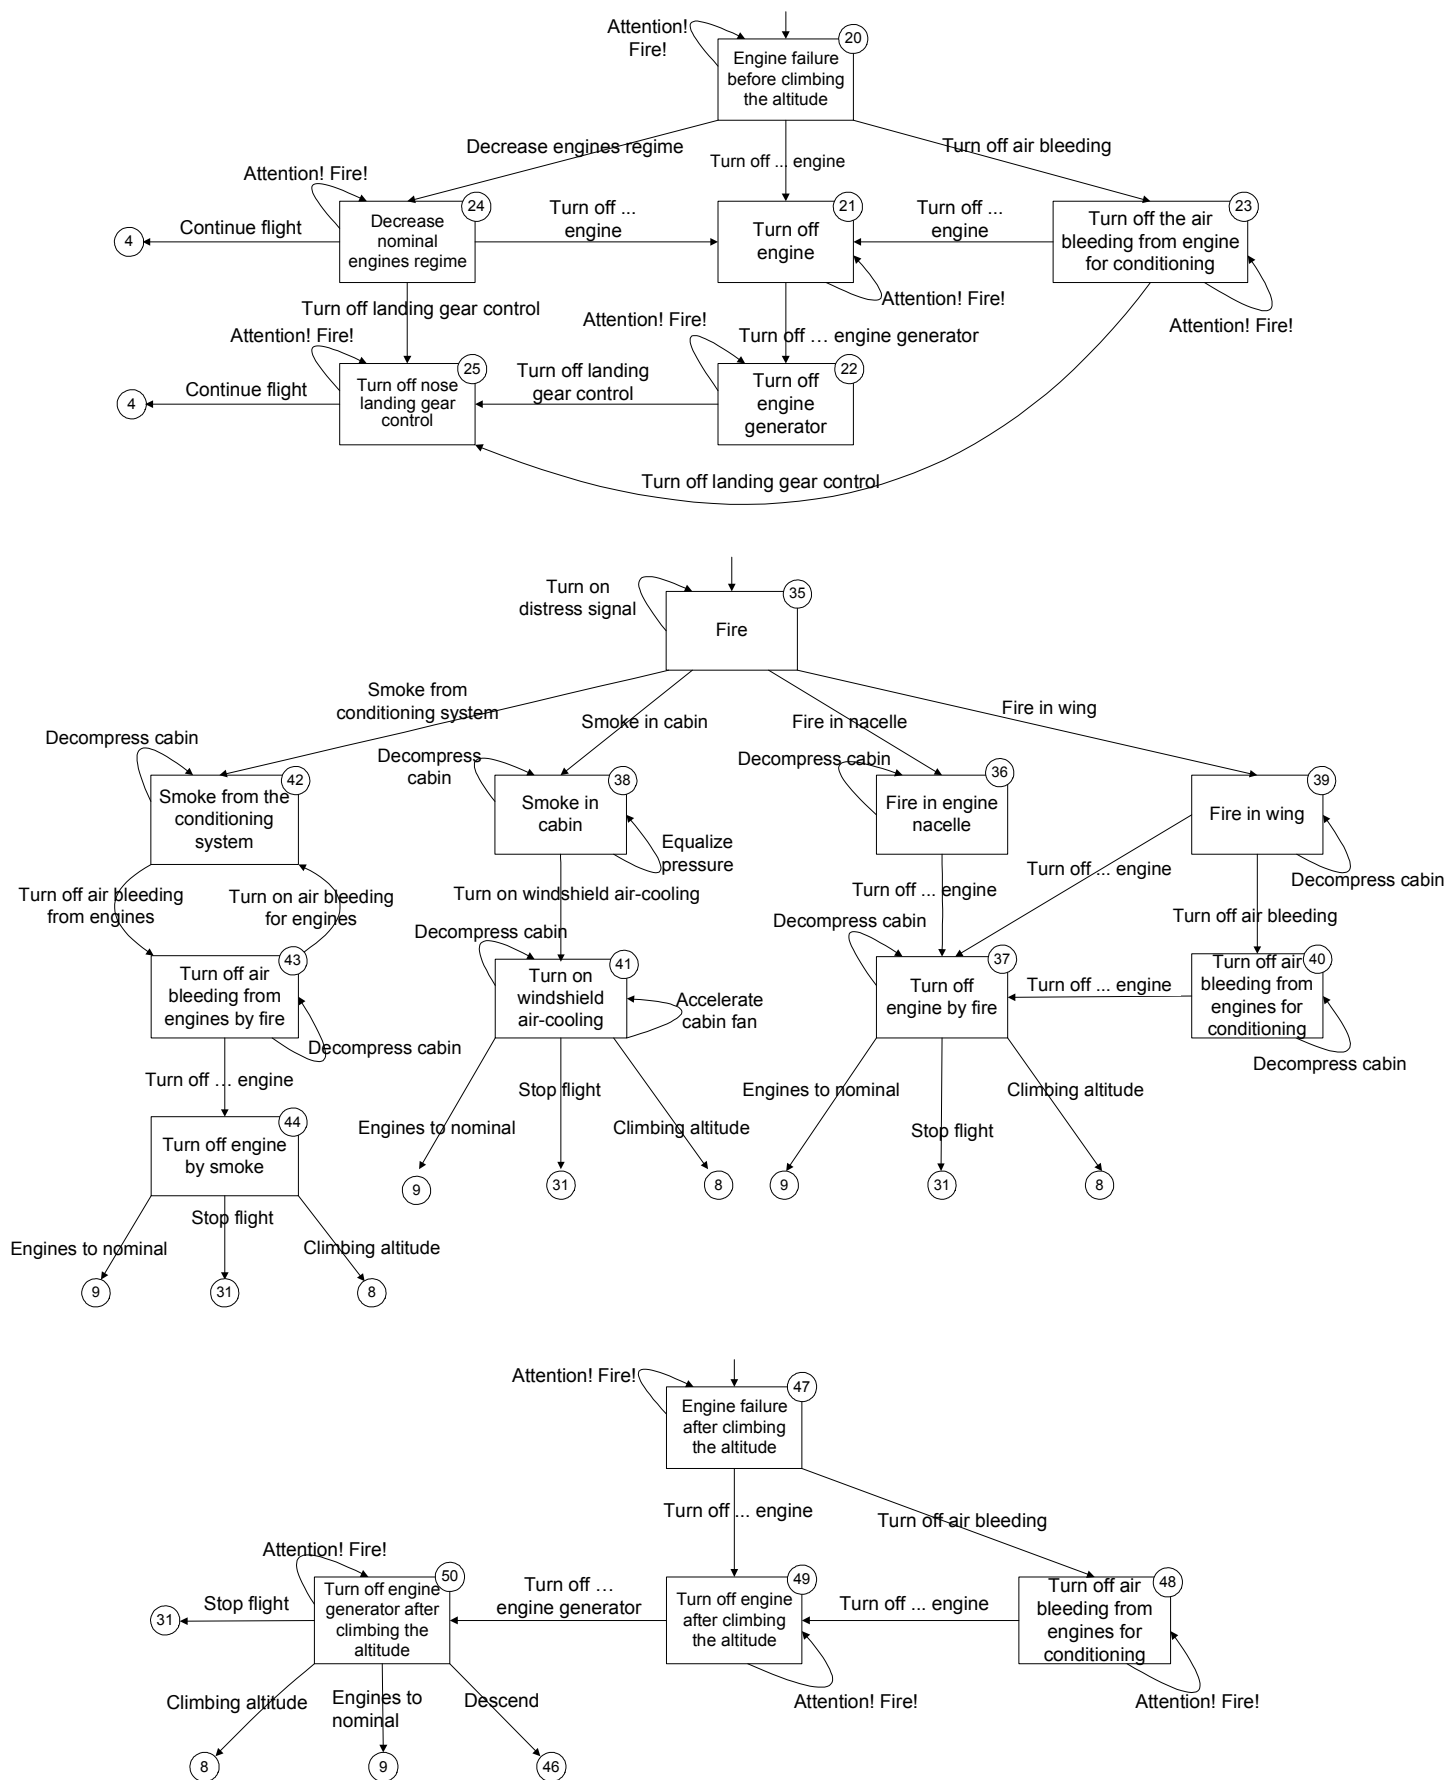 Attention!
Fire!
20
Engine failure
before climbing
the altitude
Decrease engines regime
Turn off ... engine
Turn off air bleeding
Attention! Fire!
24
Decrease
nominal
engines regime
Continue flight
4
Turn off ...
engine
21
Turn off
engine
Turn off ...
engine
23
Turn off the air
bleeding from engine
for conditioning
Attention! Fire!
Attention! Fire!
Turn off landing gear control
Attention! Fire!
Turn off … engine generator
Attention! Fire!
25
Turn off nose
landing gear
control
Continue flight
4
Turn off landing
gear control
22
Turn off
engine
generator
Turn off landing gear control
Turn on
distress signal
35
Fire
Smoke from
conditioning system
Smoke in cabin
Fire in nacelle
Fire in wing
Decompress cabin
42
Smoke from the
conditioning
system
Decompress
cabin
38
Smoke in
cabin
Equalize
pressure
Decompress cabin
36
Fire in engine
nacelle
39
Fire in wing
Decompress cabin
Turn off air bleeding
from engines
Turn on air bleeding
for engines
Turn on windshield air-cooling
Turn off ... engine
Turn off ... engine
Turn off air bleeding
43
Turn off air
bleeding from
engines by fire
Decompress cabin
Decompress cabin
41
Turn on
windshield
air-cooling
Accelerate
cabin fan
Decompress cabin
37
Turn off
engine by fire
Turn off ... engine
40
Turn off air
bleeding from
engines for
conditioning
Decompress cabin
Turn off ... engine
44
Turn off engine
by smoke
Engines to nominal
Stop flight
Climbing altitude
9
31
8
Engines to nominal
Stop flight
Climbing altitude
9
31
8
Engines to nominal
Stop flight
Climbing altitude
9
31
8
Attention! Fire!
47
Engine failure
after climbing
the altitude
Turn off ... engine
Turn off air bleeding
Attention! Fire!
50
Turn off engine
generator after
climbing the
altitude
Stop flight
31
Turn off …
engine generator
49
Turn off engine
after climbing
the altitude
Attention! Fire!
Turn off ... engine
48
Turn off air
bleeding from
engines for
conditioning
Attention! Fire!
Climbing altitude
Engines to
nominal
Descend
8
9
46